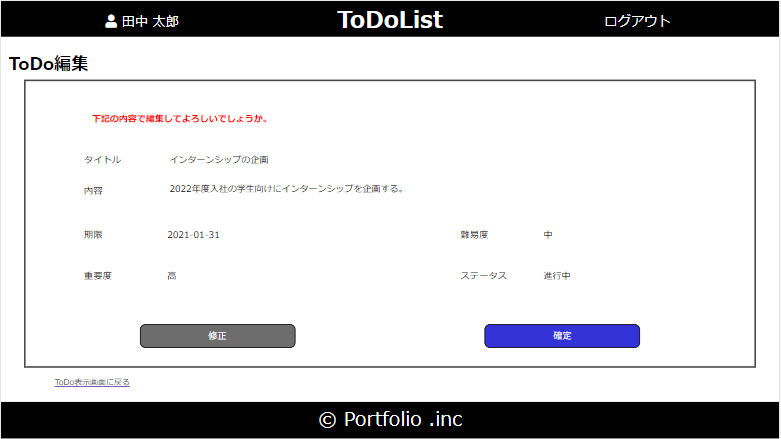 田中 太郎 ToDoList ログアウト
ToDo編集
下記の内容で編集してよろしいでしょうか。
タイトル インターンシップの企画
内容 2022年度入社の学生向けにインターンシップを企画する。
期限 2021-01-31 難易度 中
重要度 高 ステータス 進行中
修正 確定
ToDo表示画面に戻る
© Portfolio .inc